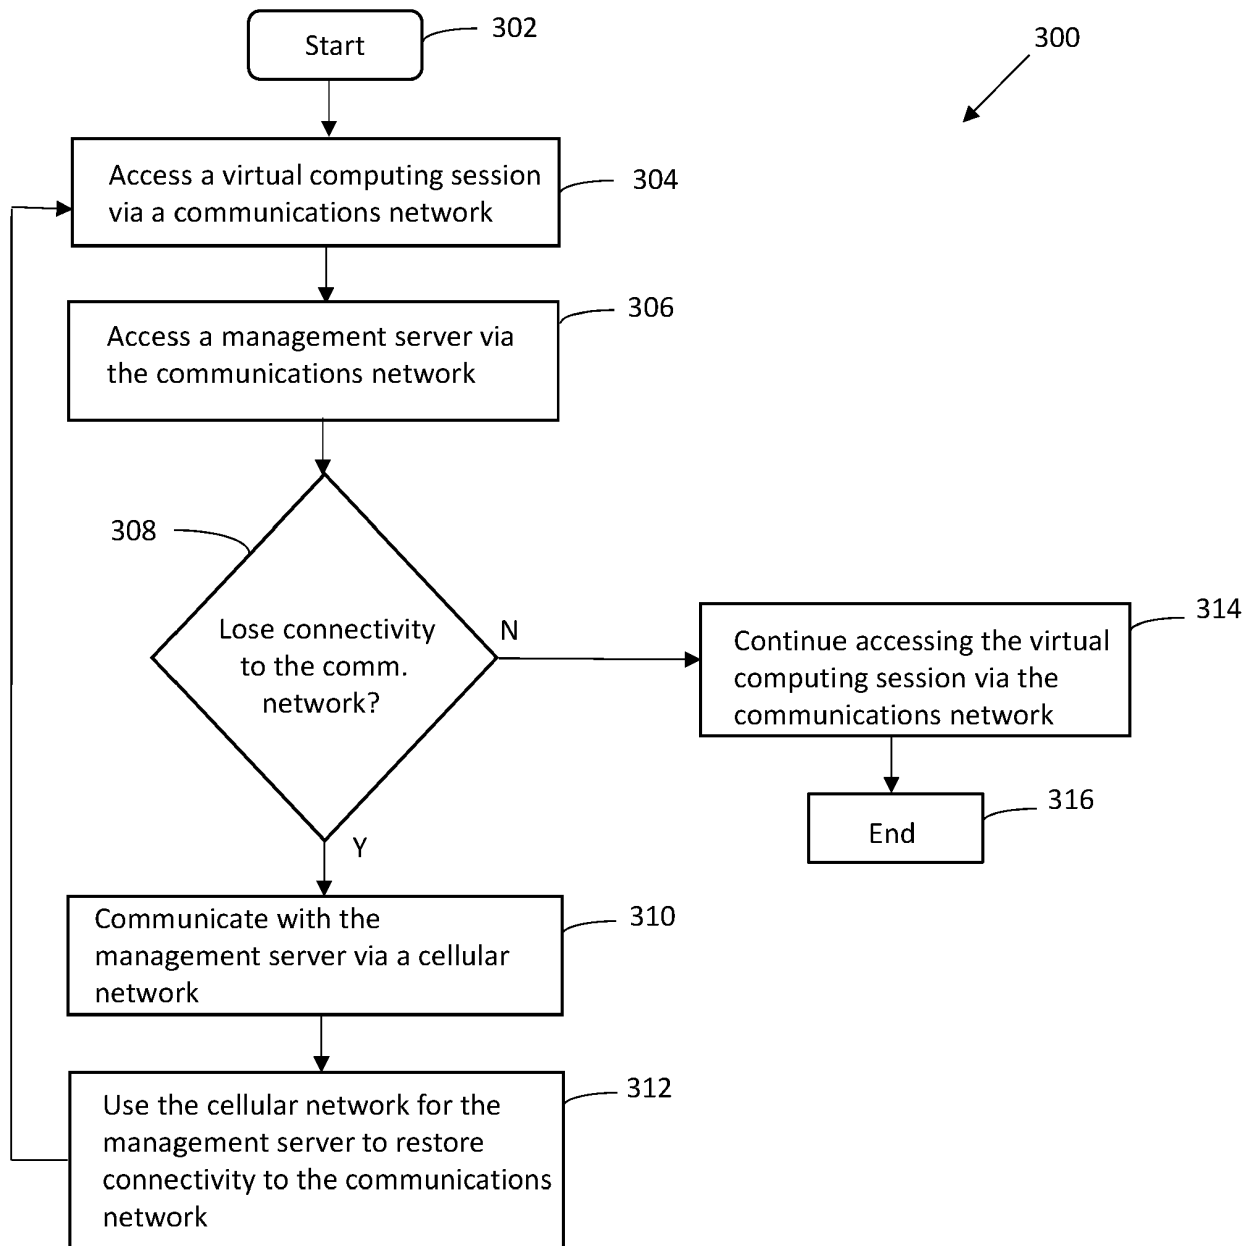 Start
302
300
Access a virtual computing session
via a communications network
304
Access a management server via
the communications network
306
308
Lose connectivity
to the comm.
network?
N
Y
Continue accessing the virtual
computing session via the
communications network
314
End
316
Communicate with the
management server via a cellular
network
310
Use the cellular network for the
management server to restore
connectivity to the communications
network
312